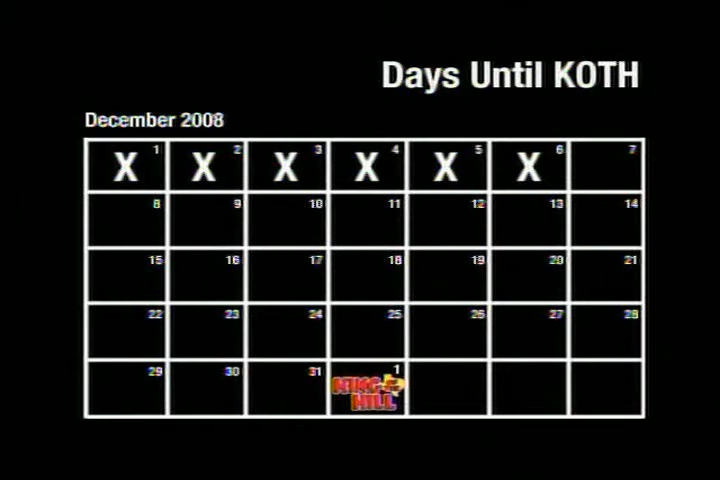 Days Until KOTH
December 2008
X 1 X 2 X 3 X 4 X 5 X 6 7
8 9 10 11 12 13 14
15 16 17 18 19 20 21
22 23 24 25 26 27 28
29 30 31 1
KING OF THE
HILL